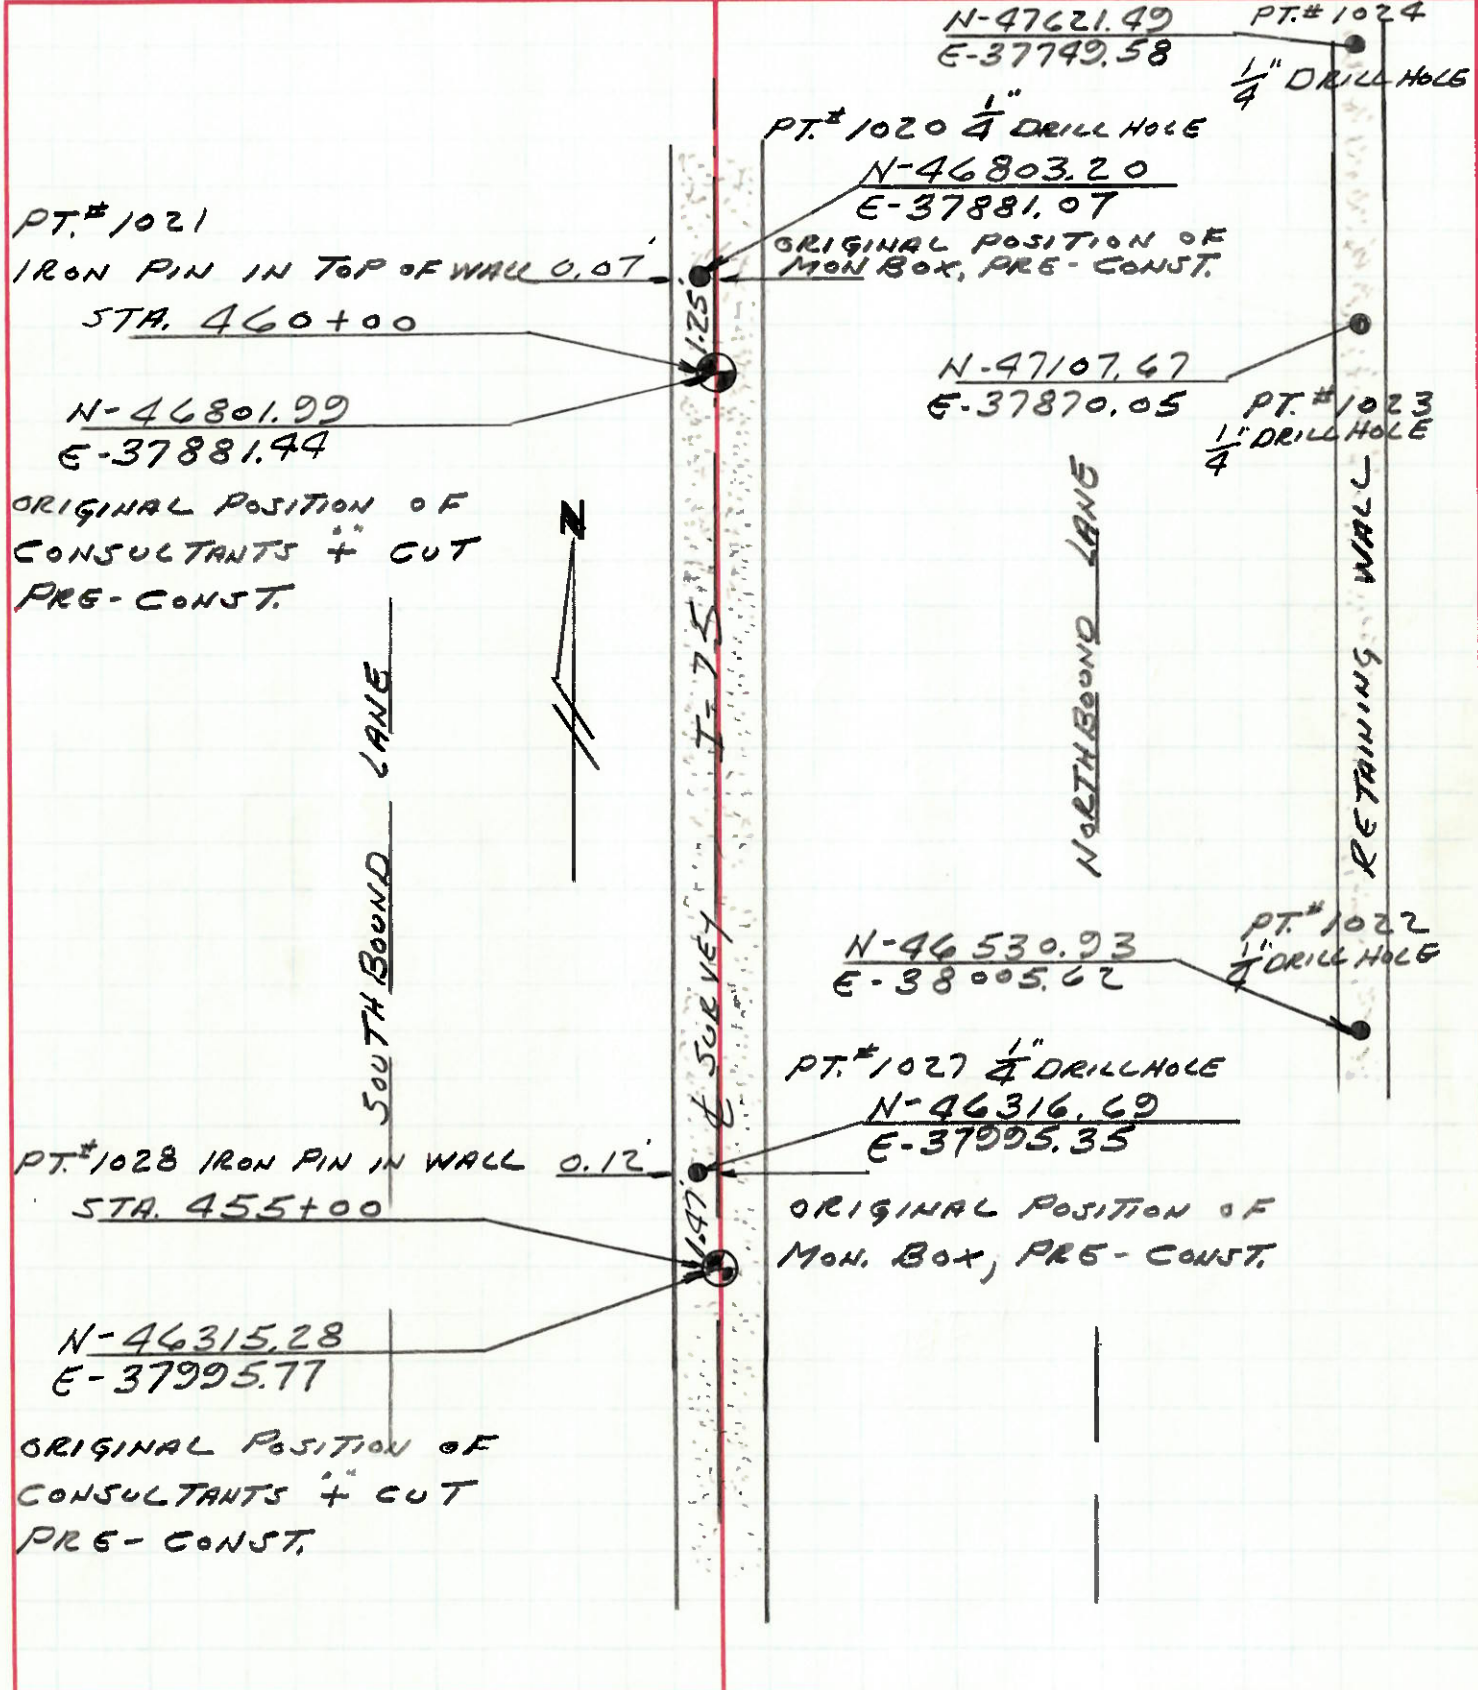 N-47621.49
E-37749.58
PT.# 1024
1/4" DRILL HOLE
PT.# 1020 1/4" DRILL HOLE
N-46803.20
E-37881.07
ORIGINAL POSITION OF
MON BOX, PRE-CONST.
PT.# 1021
IRON PIN IN TOP OF WALL 0.07'
STA. 460+00
1.25'
N-46801.99
E-37881.44
ORIGINAL POSITION OF
CONSULTANTS "+" CUT
PRE-CONST.
N-47107.67
E-37870.05
PT.# 1023
1/4" DRILL HOLE
N
SOUTHBOUND LANE
℄ SURVEY I-75
NORTHBOUND LANE
RETAINING WALL
N-46530.93
E-38005.62
PT.# 1022
1/4" DRILL HOLE
PT.# 1027 1/4" DRILL HOLE
N-46316.69
E-37995.35
ORIGINAL POSITION OF
MON. BOX, PRE-CONST.
PT.# 1028 IRON PIN IN WALL 0.12'
STA. 455+00
1.47'
N-46315.28
E-37995.77
ORIGINAL POSITION OF
CONSULTANTS "+" CUT
PRE-CONST.